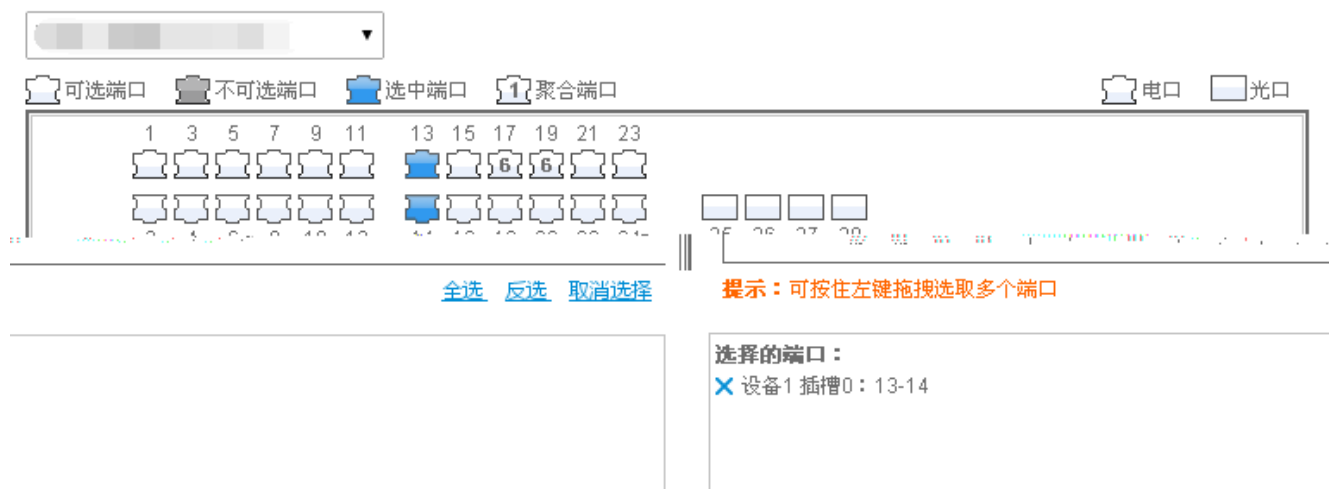 可选端口 不可选端口 选中端口 1 聚合端口 电口 光口
1 3 5 7 9 11 13 15 17 19 21 23
6 6
全选 反选 取消选择
提示：可按住左键拖拽选取多个端口
选择的端口：
设备1 插槽0：13-14